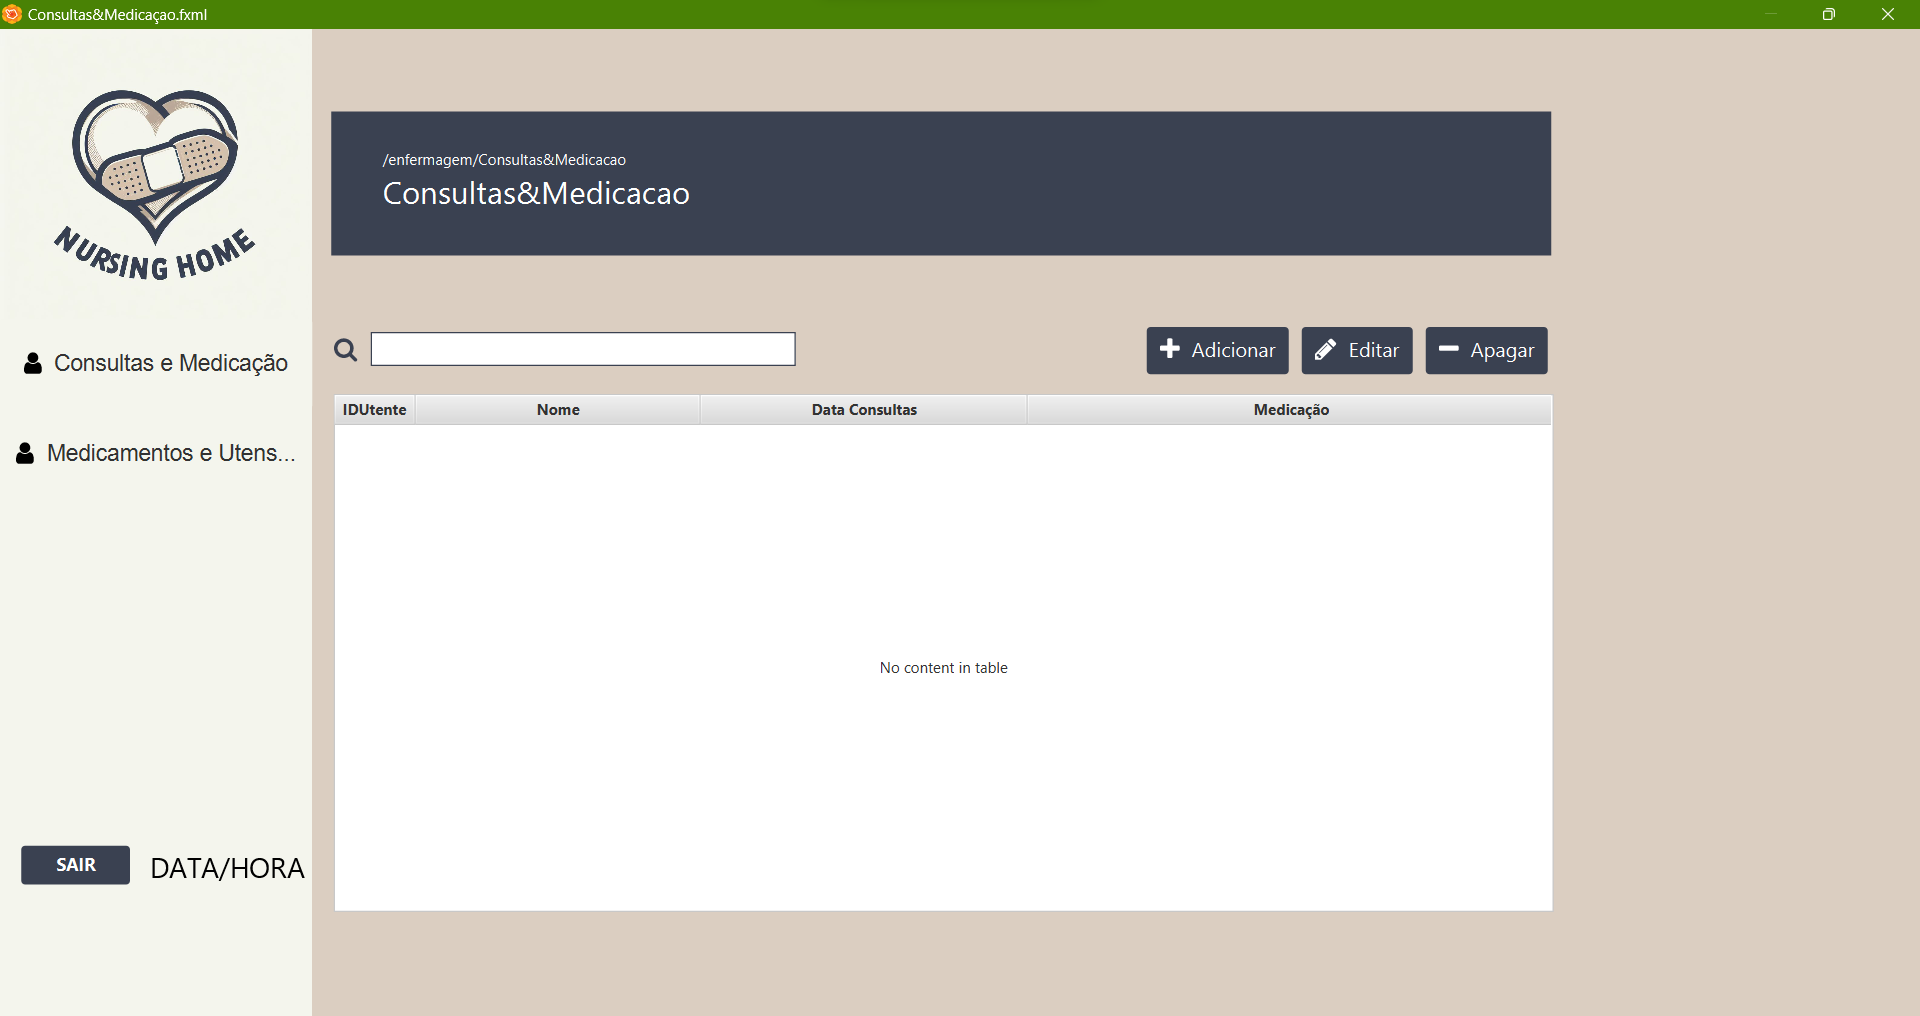 Consultas&Medicaçao.fxml
NURSING HOME
Consultas e Medicação
Medicamentos e Utens...
SAIR
DATA/HORA
/enfermagem/Consultas&Medicacao
Consultas&Medicacao
Adicionar
Editar
Apagar
IDUtente Nome Data Consultas Medicação
No content in table